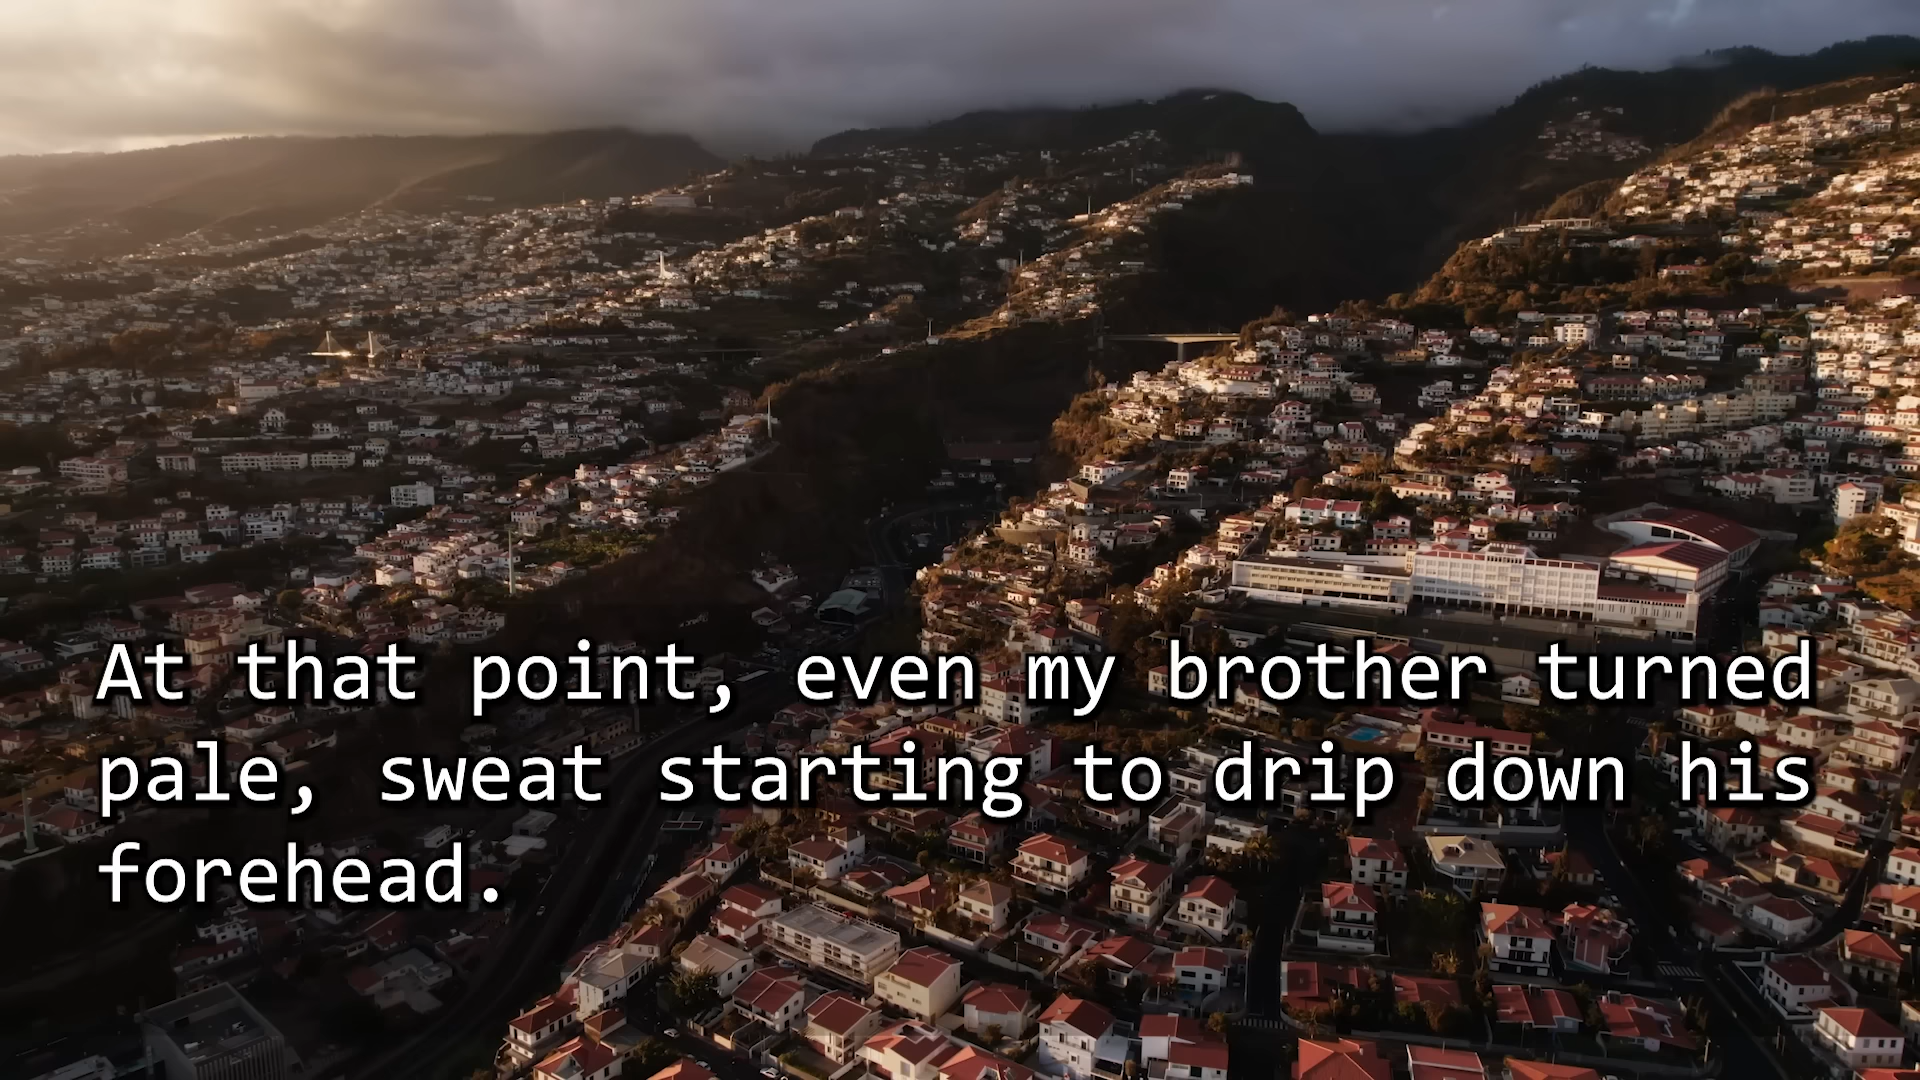 At that point, even my brother turned
pale, sweat starting to drip down his
forehead.